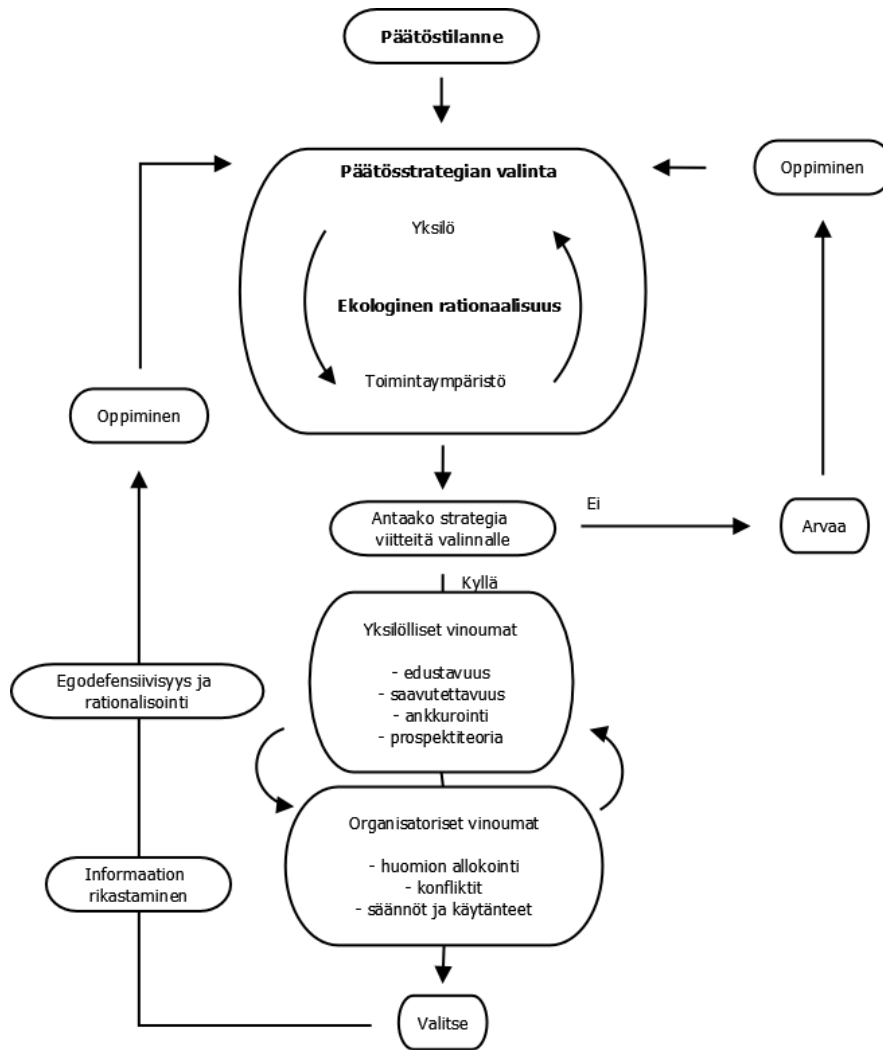 Päätöstilanne
Päätösstrategian valinta
Oppiminen
Yksilö
Ekologinen rationaalisuus
Toimintaympäristö
Oppiminen
Antaako strategia
viitteitä valinnalle
Ei
Arvaa
Kyllä
Yksilölliset vinoumat
- edustavuus
- saavutettavuus
- ankkurointi
- prospektiteoria
Egodefensiivisyys ja
rationalisointi
Organisatoriset vinoumat
- huomion allokointi
- konfliktit
- säännöt ja käytänteet
Informaation
rikastaminen
Valitse